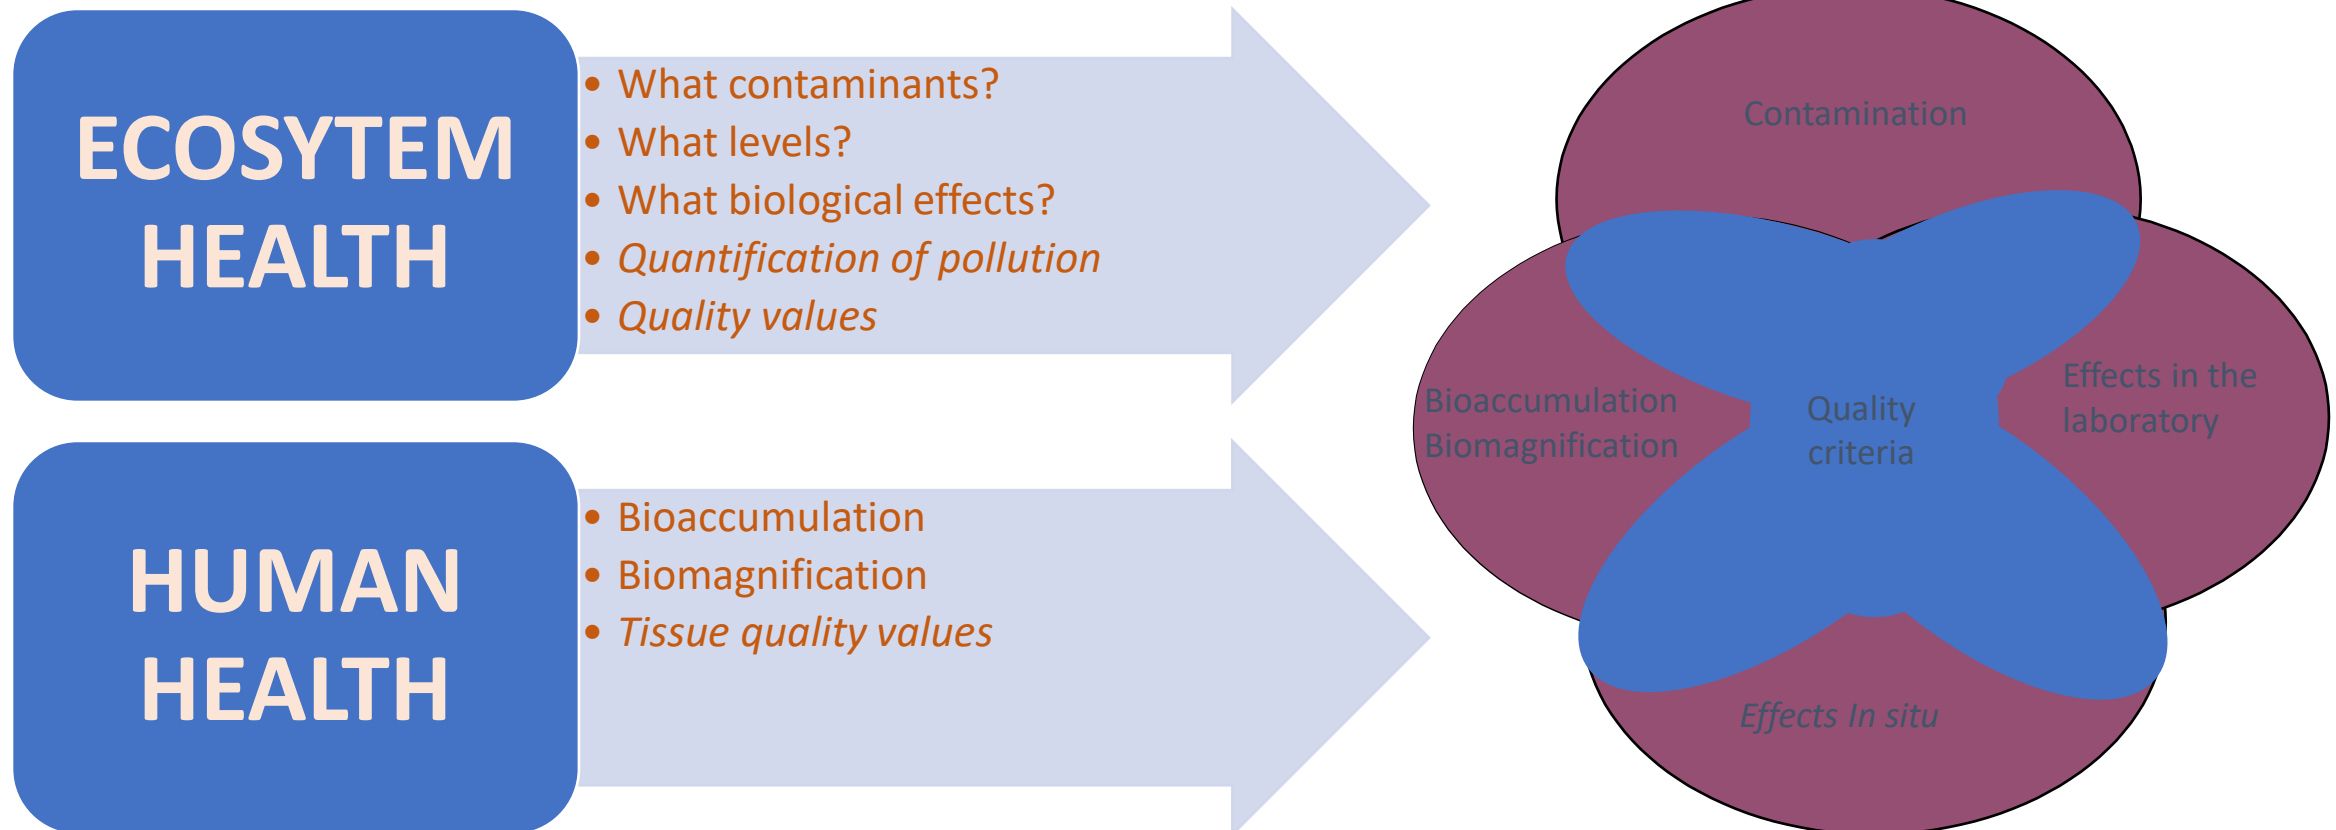 ECOSYTEM
HEALTH
• What contaminants?
• What levels?
• What biological effects?
• Quantification of pollution
• Quality values
HUMAN
HEALTH
• Bioaccumulation
• Biomagnification
• Tissue quality values
Contamination
Bioaccumulation
Biomagnification
Quality
criteria
Effects in the
laboratory
Effects In situ